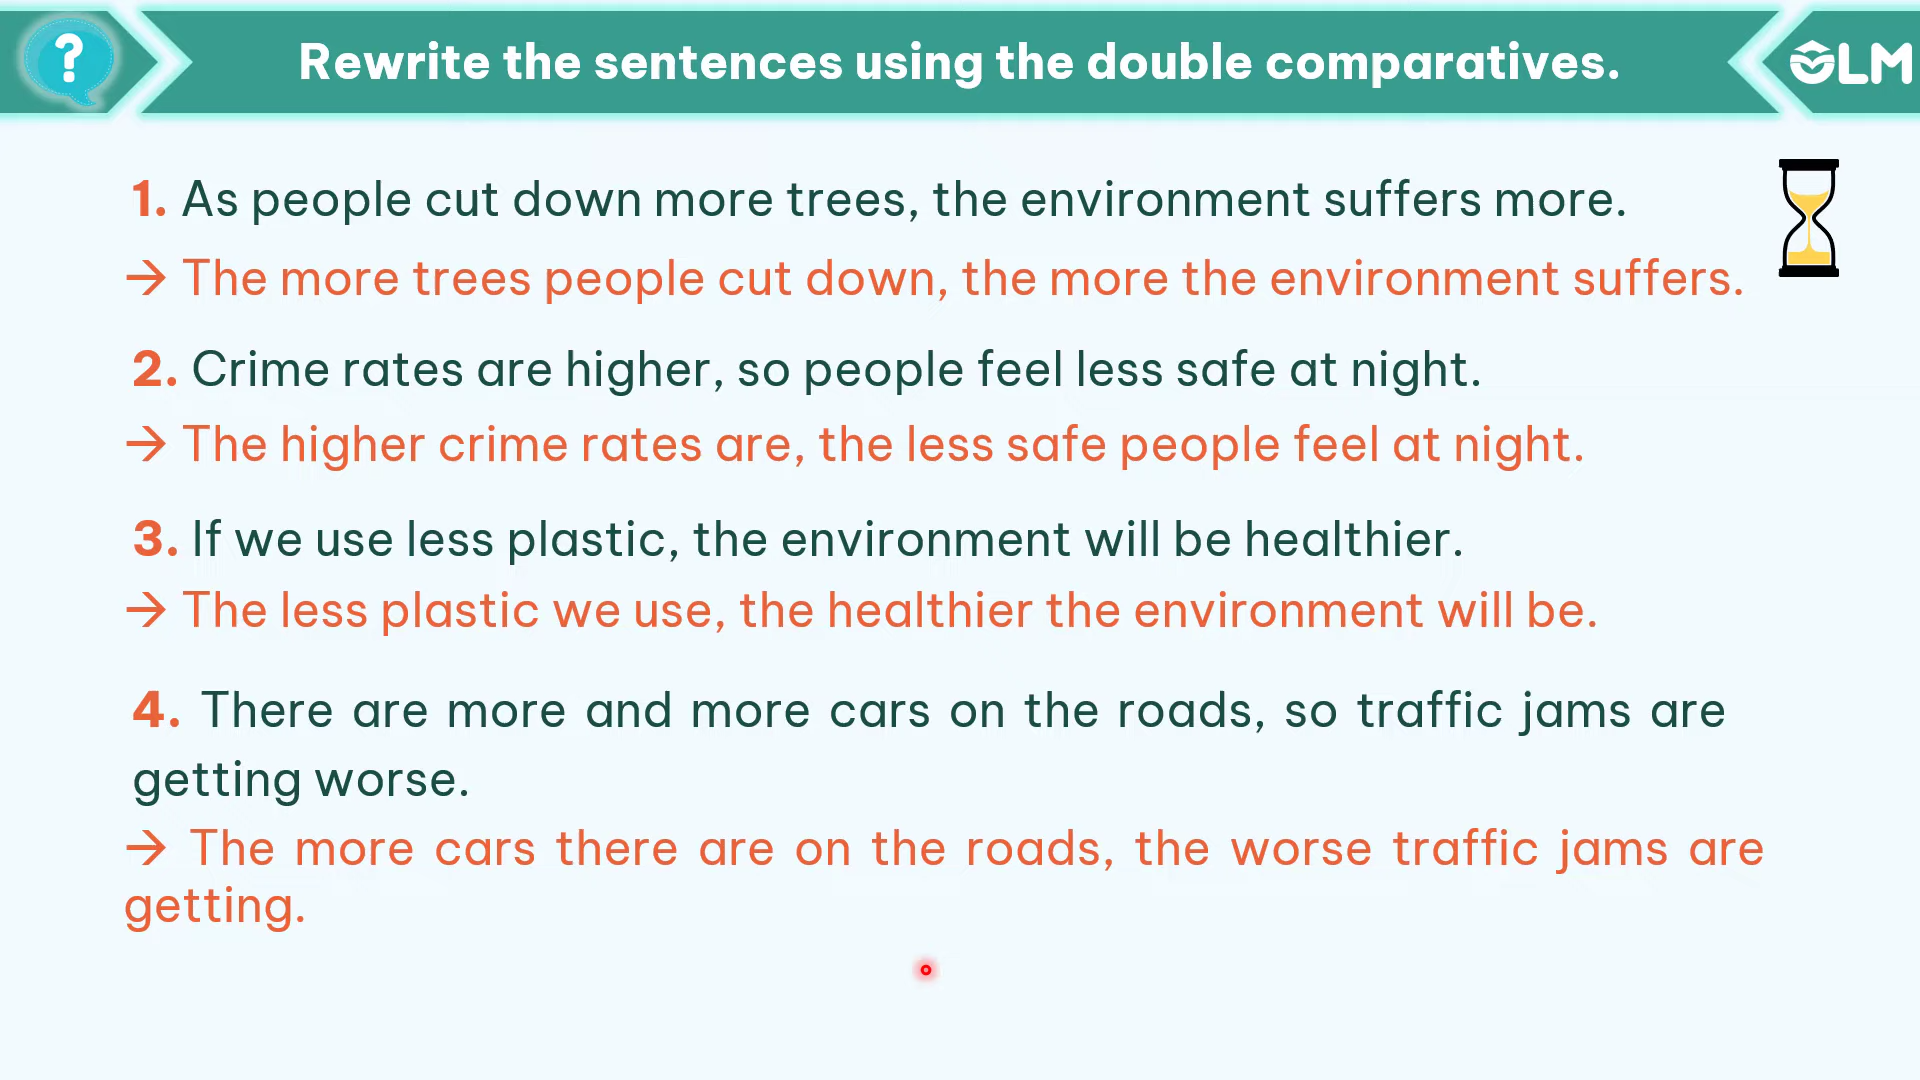 ?
Rewrite the sentences using the double comparatives.
OLM
1. As people cut down more trees, the environment suffers more.
→ The more trees people cut down, the more the environment suffers.
2. Crime rates are higher, so people feel less safe at night.
→ The higher crime rates are, the less safe people feel at night.
3. If we use less plastic, the environment will be healthier.
→ The less plastic we use, the healthier the environment will be.
4. There are more and more cars on the roads, so traffic jams are
getting worse.
→ The more cars there are on the roads, the worse traffic jams are
getting.